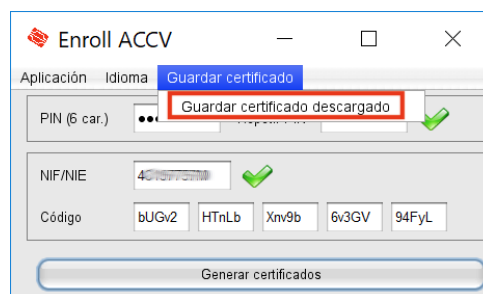 Enroll ACCV
Aplicación Idioma Guardar certificado
Guardar certificado descargado
PIN (6 car.)
NIF/NIE
Código bUGv2 HTnLb Xnv9b 6v3GV 94FyL
Generar certificados